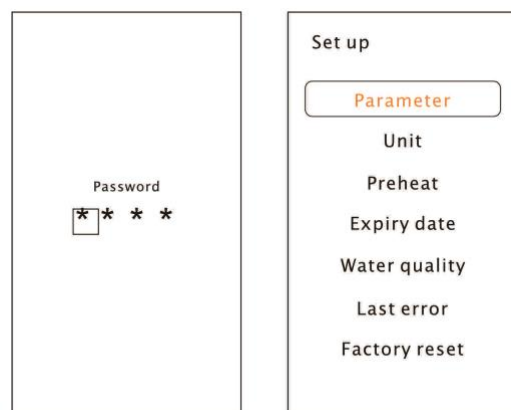 Password
* * * *
Set up
Parameter
Unit
Preheat
Expiry date
Water quality
Last error
Factory reset